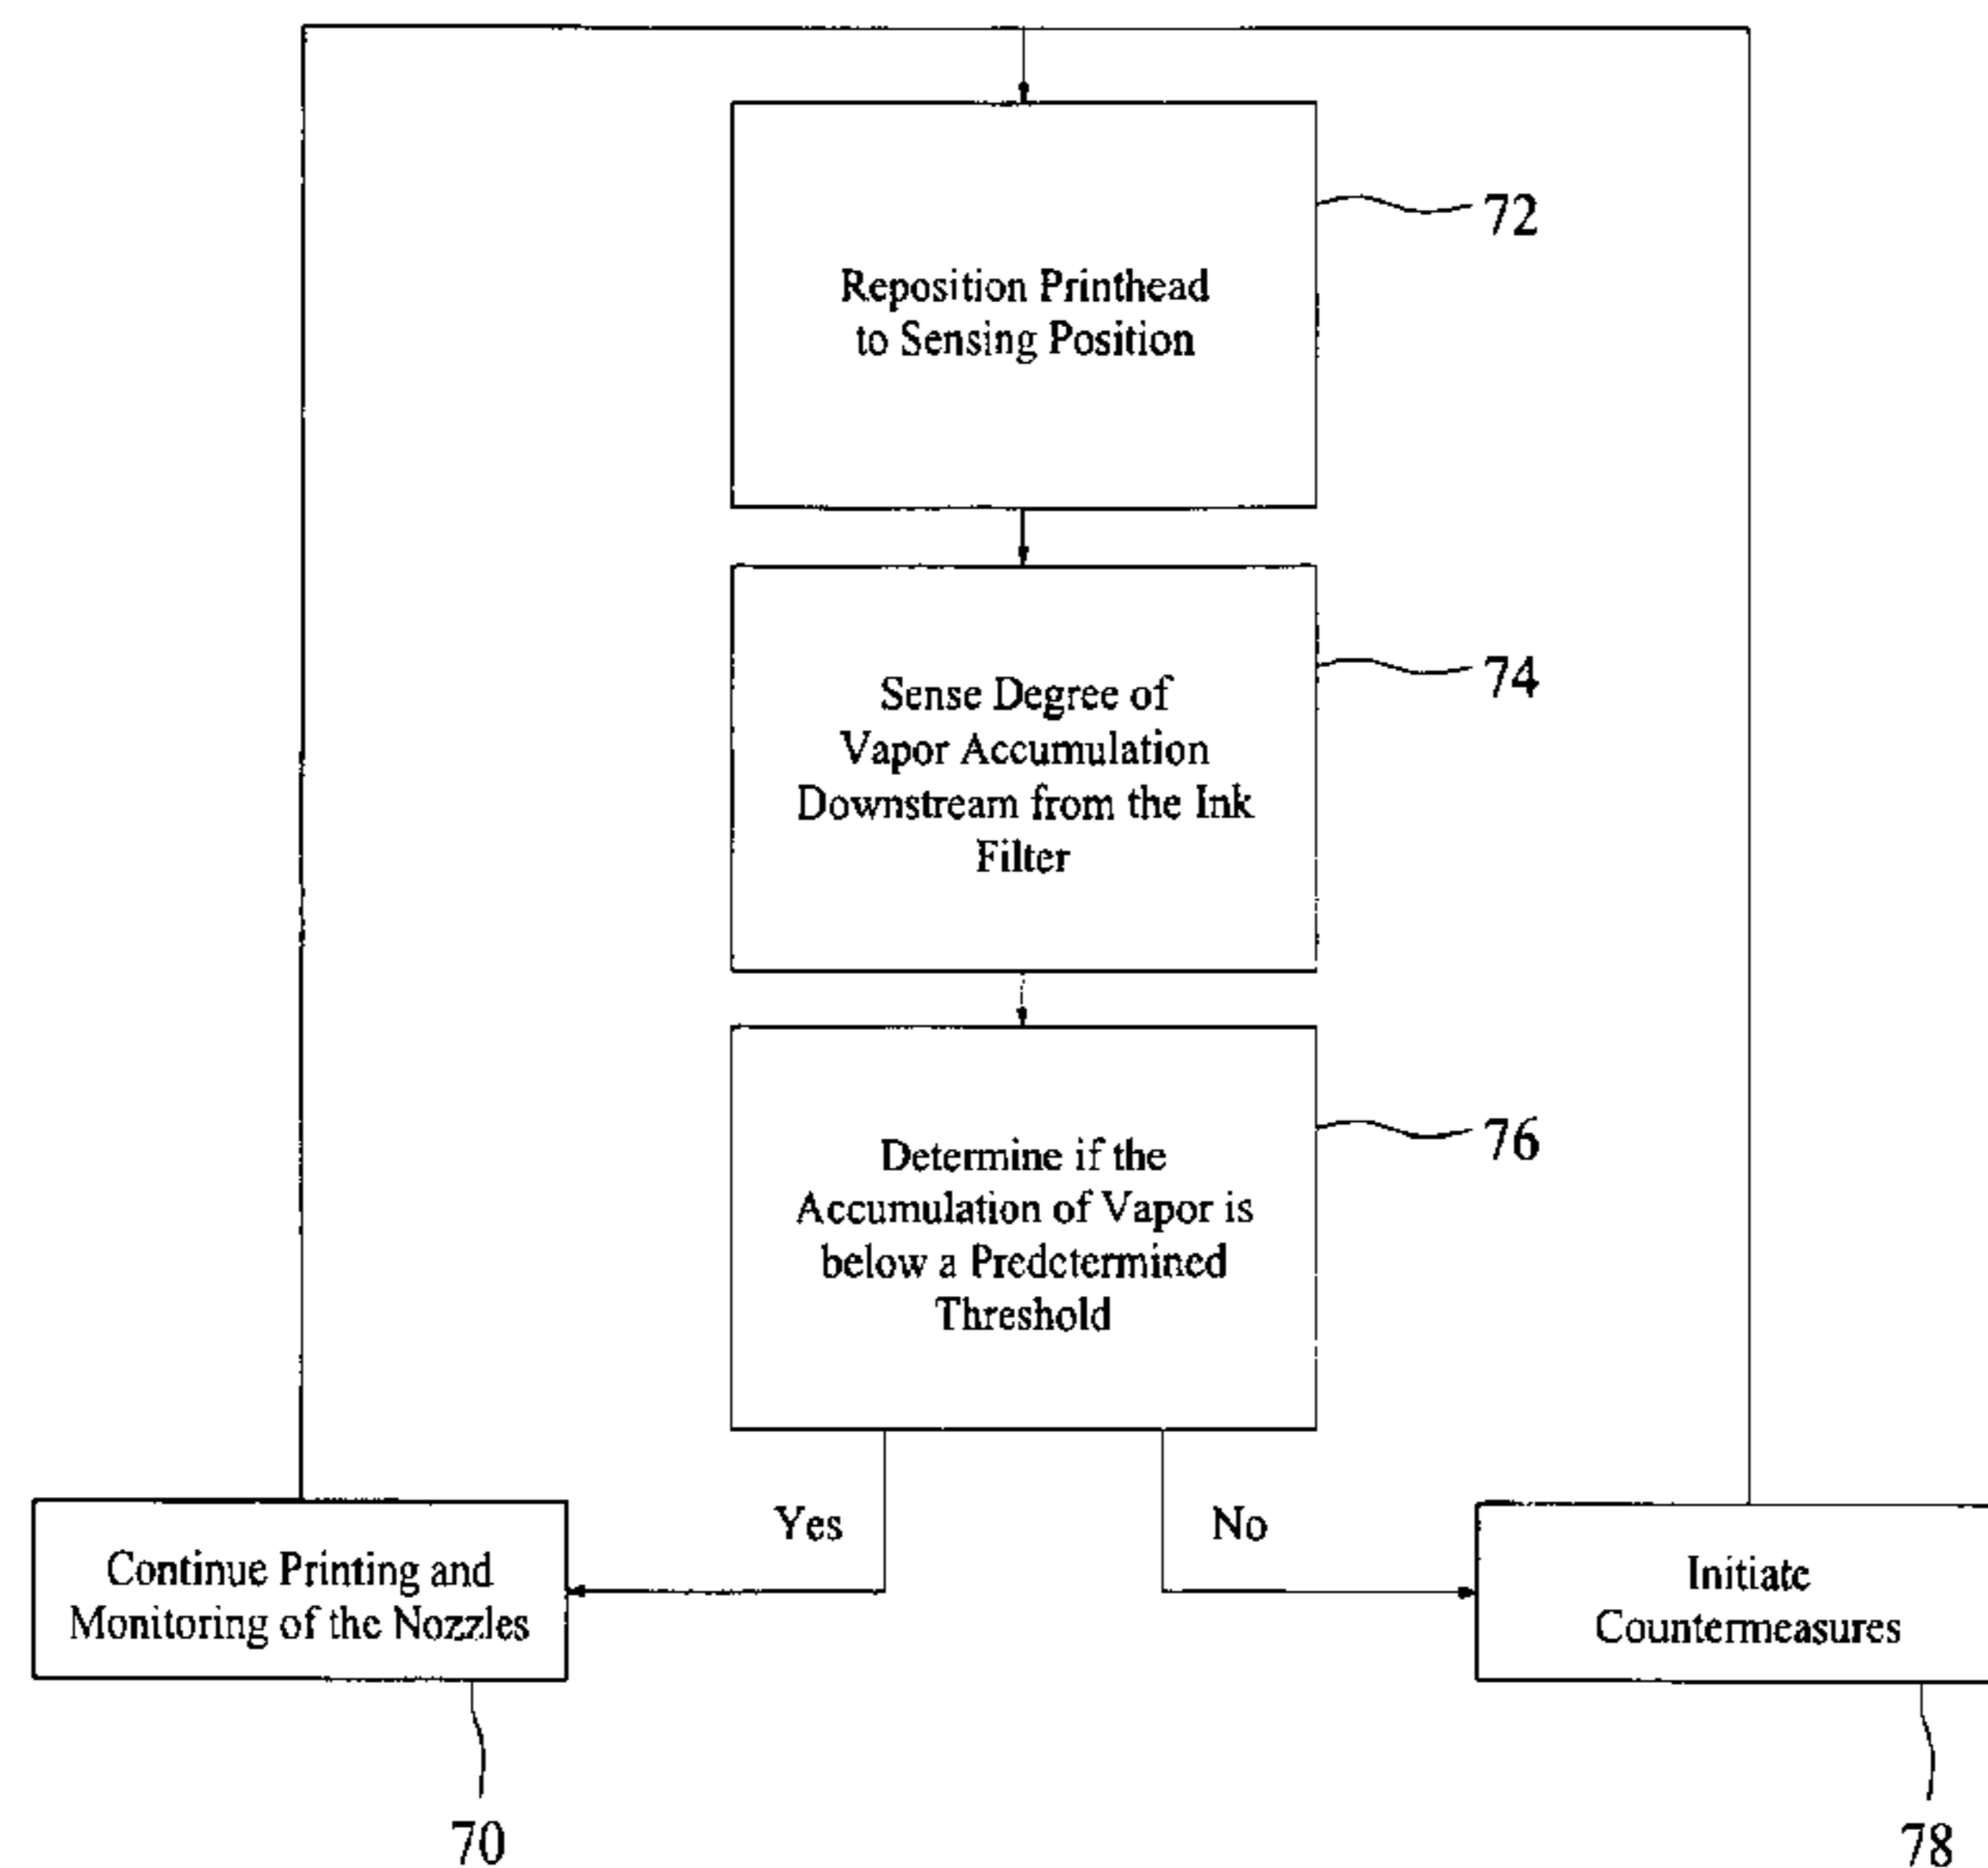 Reposition Printhead
to Sensing Position
72
Sense Degree of
Vapor Accumulation
Downstream from the Ink
Filter
74
Determine if the
Accumulation of Vapor is
below a Predetermined
Threshold
76
Yes
No
Continue Printing and
Monitoring of the Nozzles
70
Initiate
Countermeasures
78